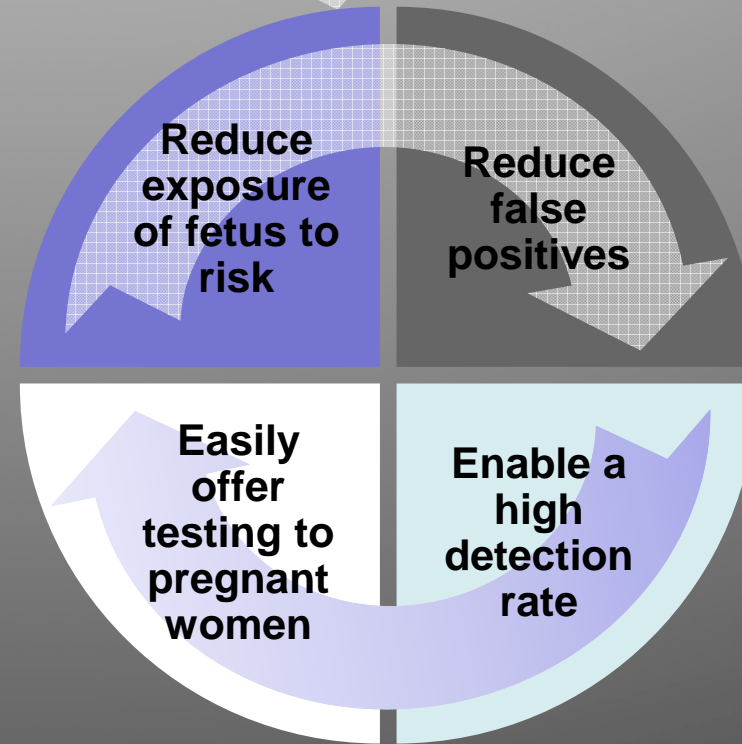 Reduce
exposure
of fetus to
risk
Reduce
false
positives
Easily
offer
testing to
pregnant
women
Enable a
high
detection
rate